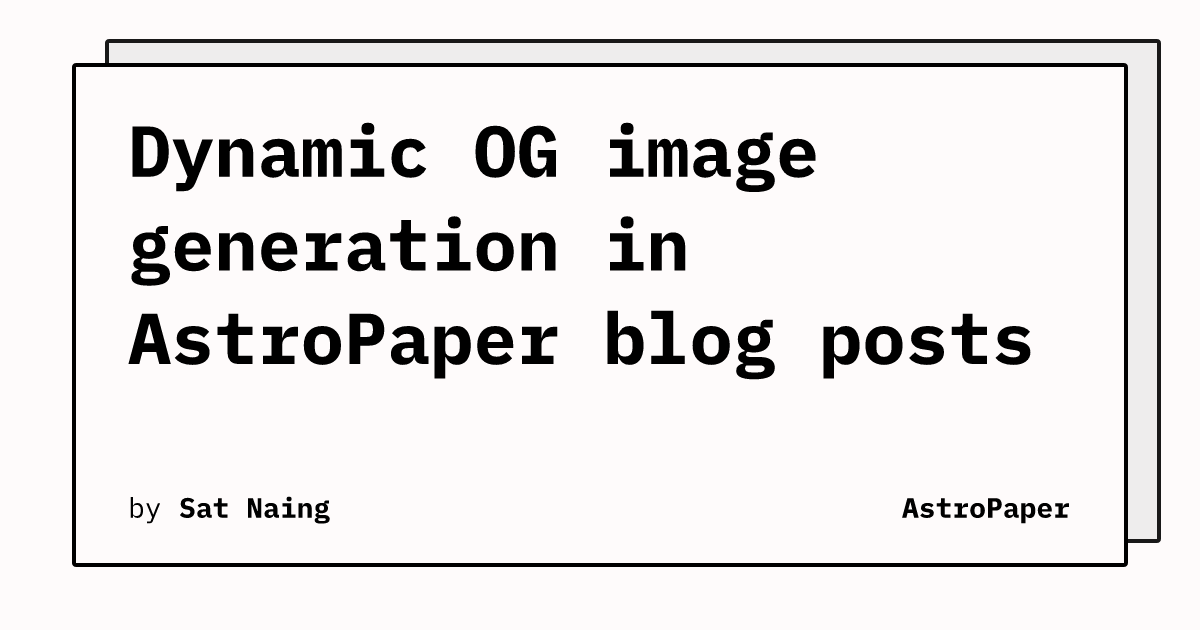 Dynamic OG image
generation in
AstroPaper blog posts
by Sat Naing
AstroPaper